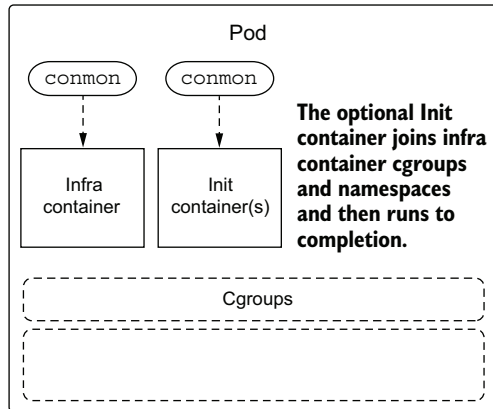 Pod
conmon
conmon
The optional Init
container joins infra
container cgroups
and namespaces
and then runs to
completion.
Infra
container
Init
container(s)
Cgroups